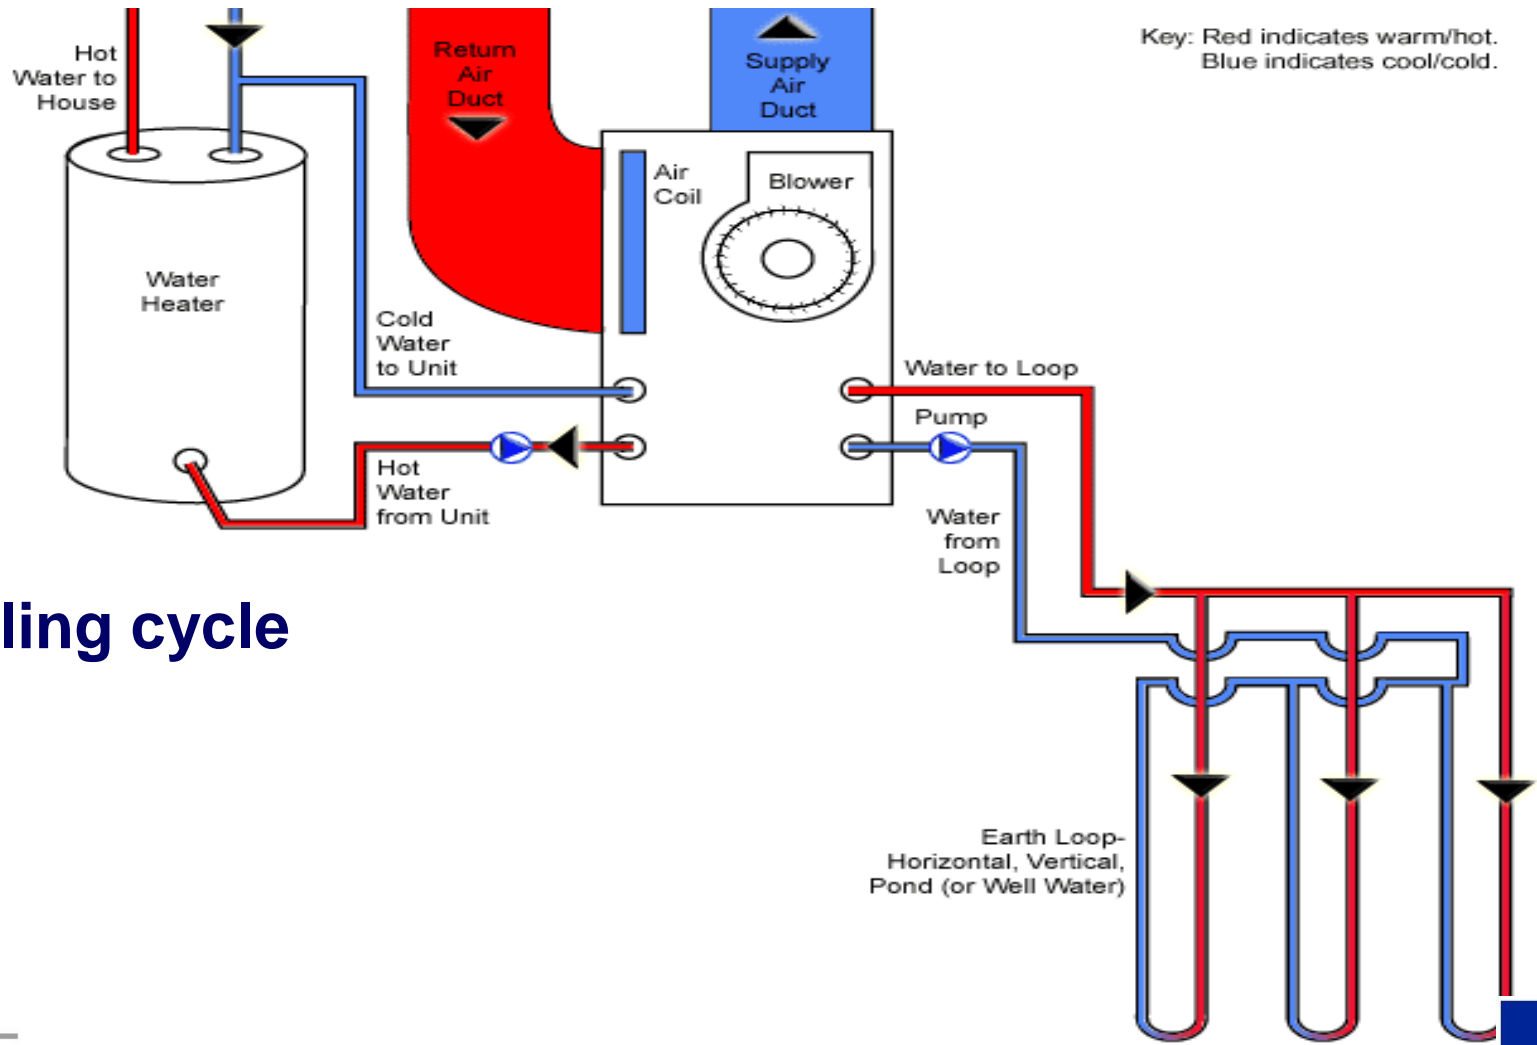 Key: Red indicates warm/hot.
Blue indicates cool/cold.
Hot
Water to
House
Return
Air
Duct
Supply
Air
Duct
Air
Coil
Blower
Water
Heater
Cold
Water
to Unit
Water to Loop
Pump
Hot
Water
from Unit
Water
from
Loop
ling cycle
Earth Loop-
Horizontal, Vertical,
Pond (or Well Water)